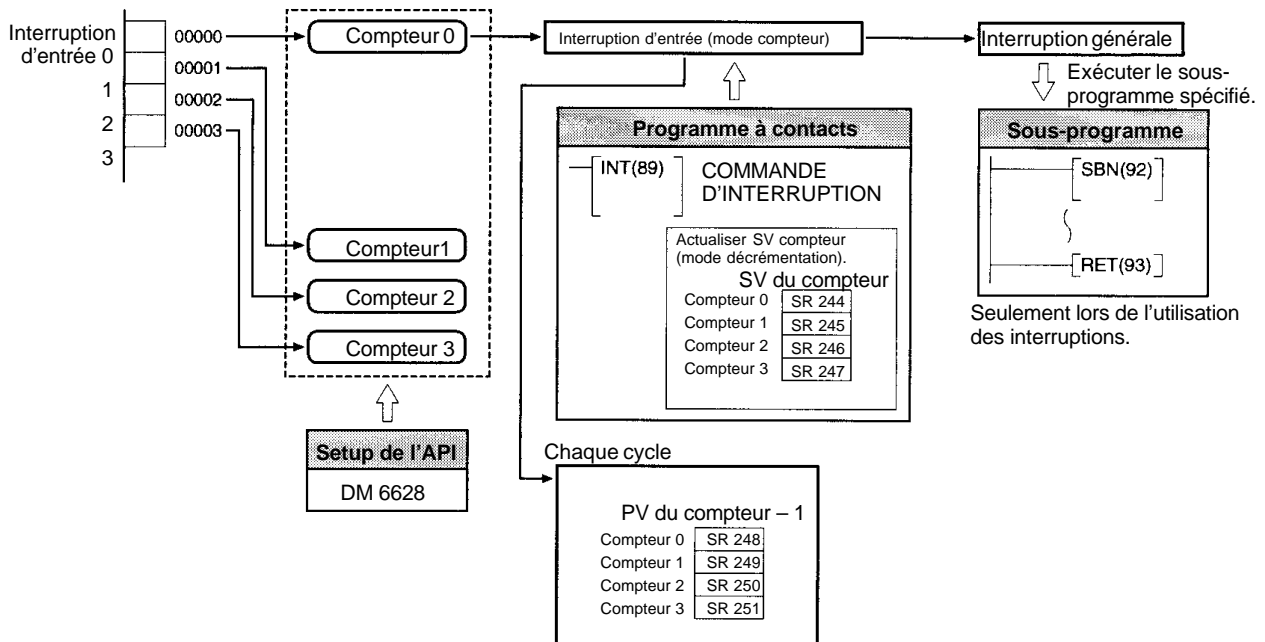 Interruption
d'entrée 0
1
2
3
00000
00001
00002
00003
Compteur 0
Compteur1
Compteur 2
Compteur 3
Setup de l'API
DM 6628
Interruption d'entrée (mode compteur)
Programme à contacts
INT(89)
COMMANDE
D'INTERRUPTION
Actualiser SV compteur
(mode décrémentation).
SV du compteur
Compteur 0 SR 244
Compteur 1 SR 245
Compteur 2 SR 246
Compteur 3 SR 247
Chaque cycle
PV du compteur – 1
Compteur 0 SR 248
Compteur 1 SR 249
Compteur 2 SR 250
Compteur 3 SR 251
Interruption générale
Exécuter le sous-
programme spécifié.
Sous-programme
SBN(92)
RET(93)
Seulement lors de l'utilisation
des interruptions.